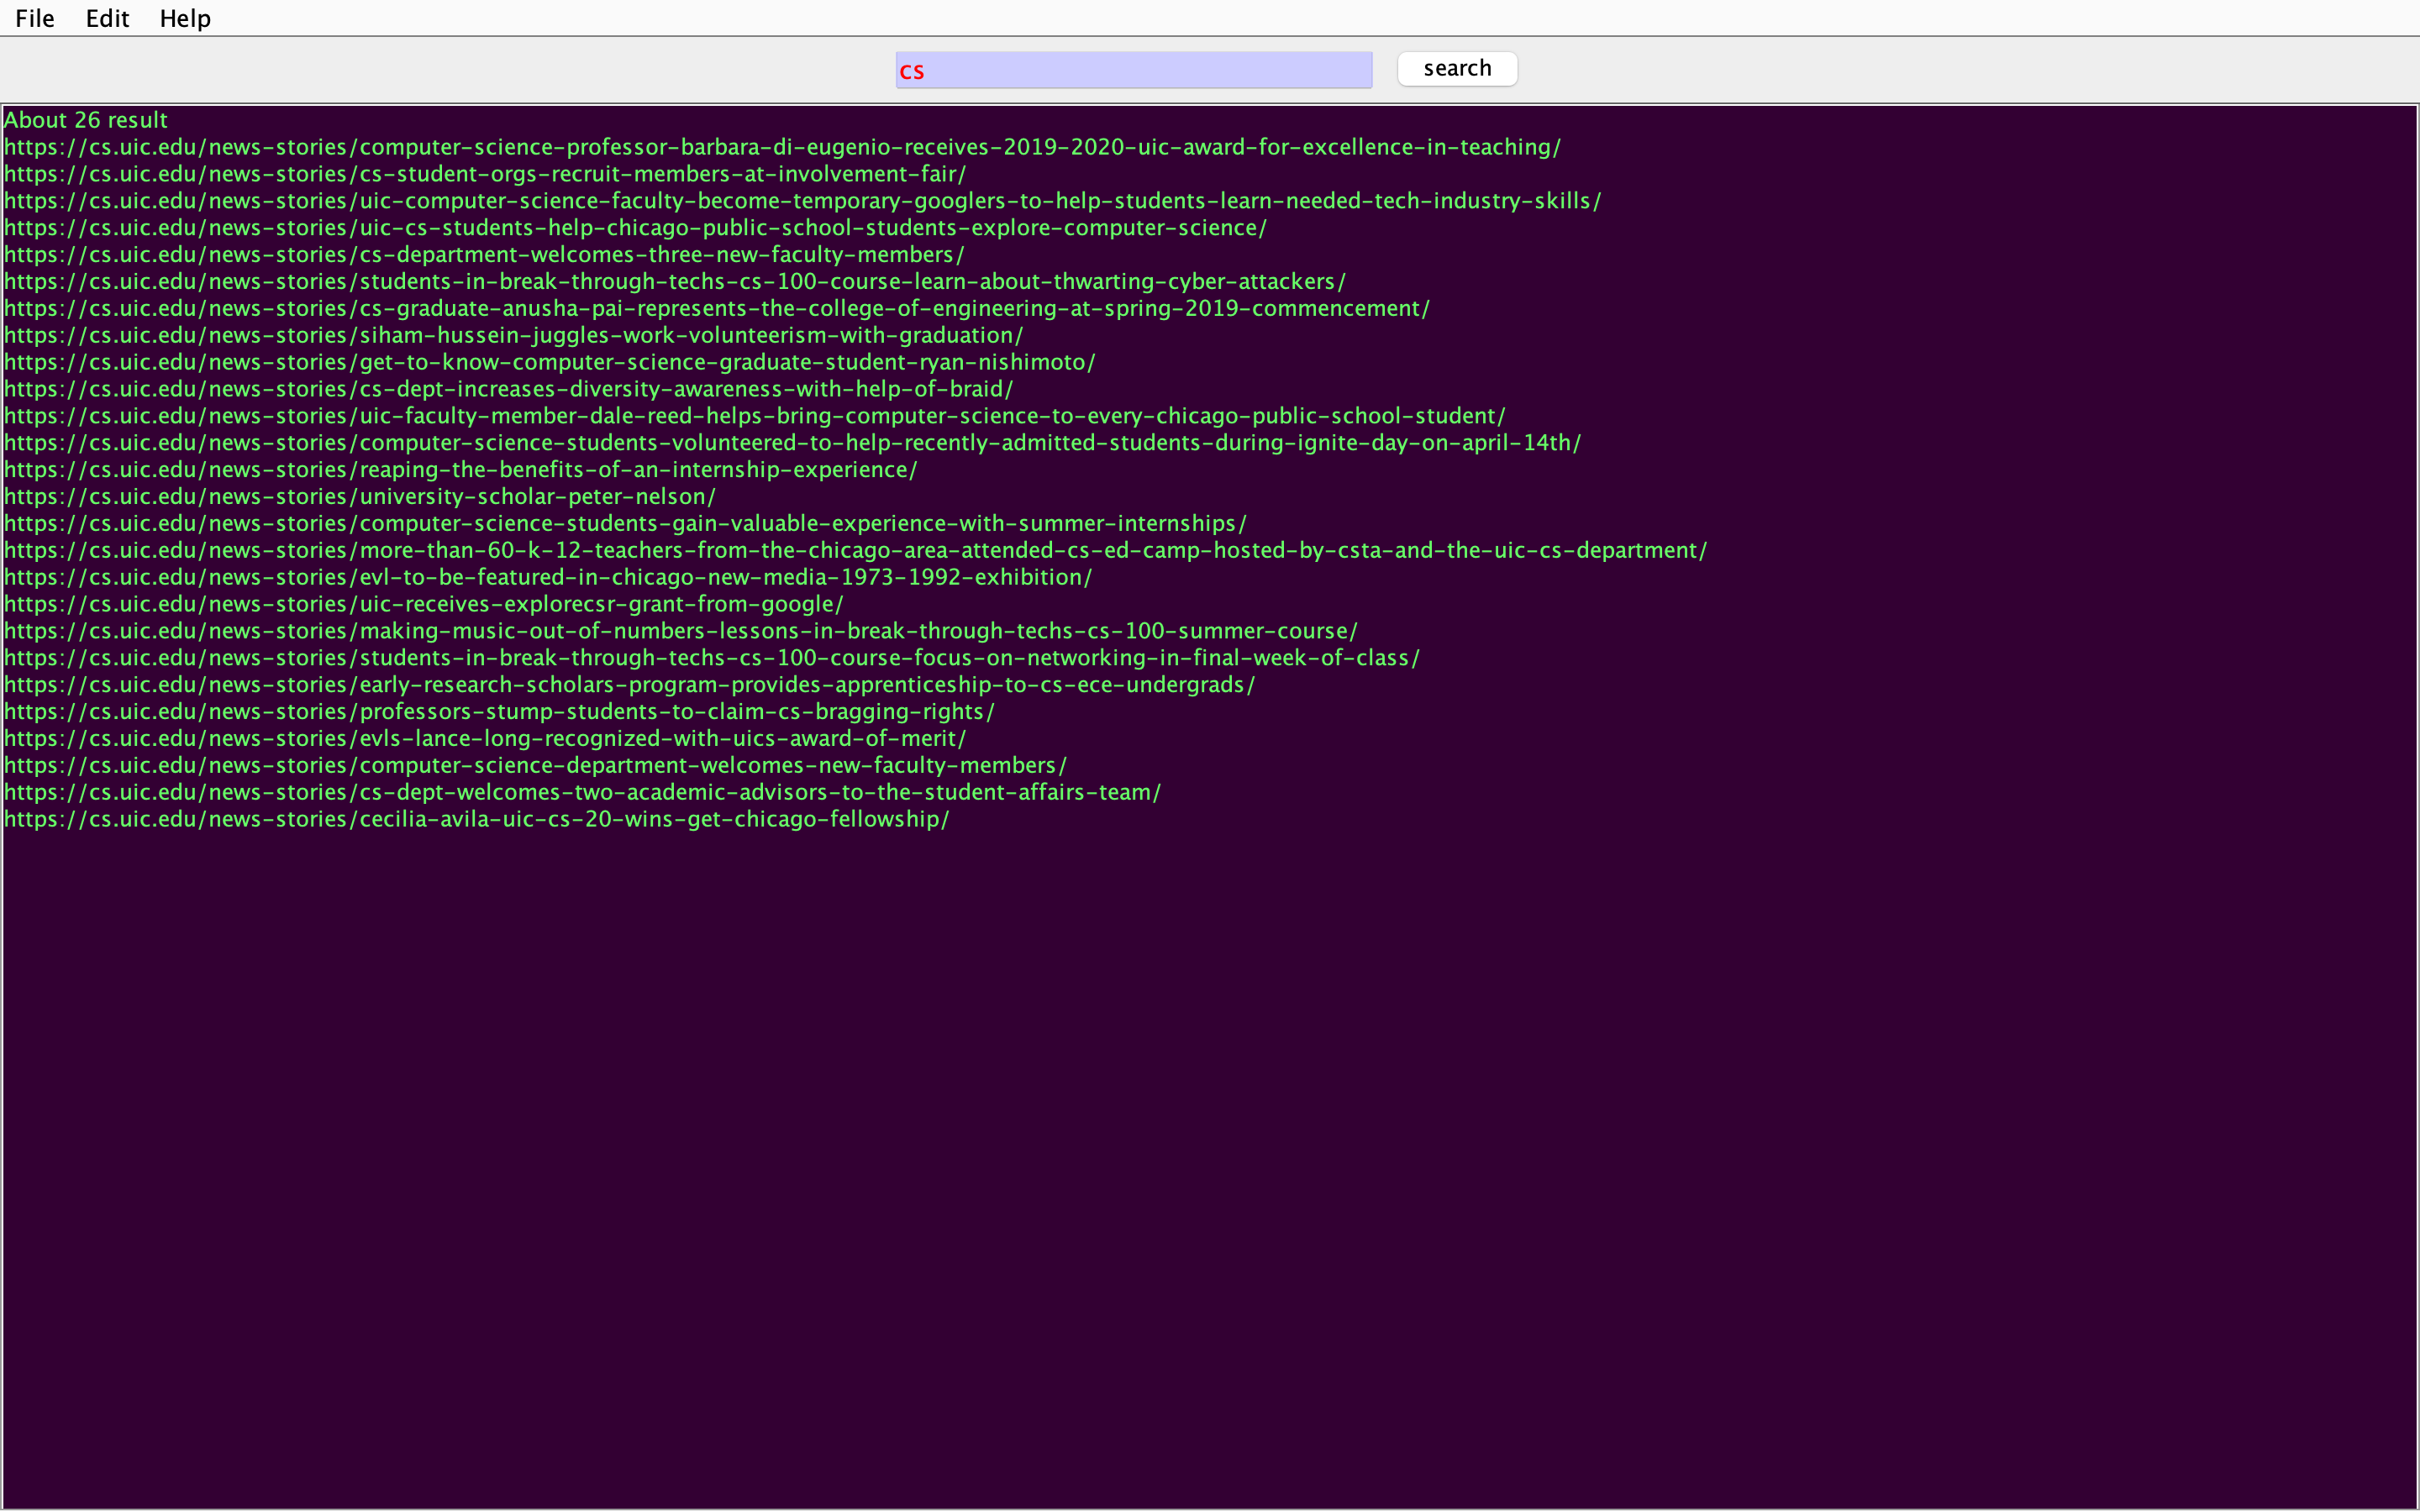 File Edit Help
cs search
About 26 result
https://cs.uic.edu/news-stories/computer-science-professor-barbara-di-eugenio-receives-2019-2020-uic-award-for-excellence-in-teaching/
https://cs.uic.edu/news-stories/cs-student-orgs-recruit-members-at-involvement-fair/
https://cs.uic.edu/news-stories/uic-computer-science-faculty-become-temporary-googlers-to-help-students-learn-needed-tech-industry-skills/
https://cs.uic.edu/news-stories/uic-cs-students-help-chicago-public-school-students-explore-computer-science/
https://cs.uic.edu/news-stories/cs-department-welcomes-three-new-faculty-members/
https://cs.uic.edu/news-stories/students-in-break-through-techs-cs-100-course-learn-about-thwarting-cyber-attackers/
https://cs.uic.edu/news-stories/cs-graduate-anusha-pai-represents-the-college-of-engineering-at-spring-2019-commencement/
https://cs.uic.edu/news-stories/siham-hussein-juggles-work-volunteerism-with-graduation/
https://cs.uic.edu/news-stories/get-to-know-computer-science-graduate-student-ryan-nishimoto/
https://cs.uic.edu/news-stories/cs-dept-increases-diversity-awareness-with-help-of-braid/
https://cs.uic.edu/news-stories/uic-faculty-member-dale-reed-helps-bring-computer-science-to-every-chicago-public-school-student/
https://cs.uic.edu/news-stories/computer-science-students-volunteered-to-help-recently-admitted-students-during-ignite-day-on-april-14th/
https://cs.uic.edu/news-stories/reaping-the-benefits-of-an-internship-experience/
https://cs.uic.edu/news-stories/university-scholar-peter-nelson/
https://cs.uic.edu/news-stories/computer-science-students-gain-valuable-experience-with-summer-internships/
https://cs.uic.edu/news-stories/more-than-60-k-12-teachers-from-the-chicago-area-attended-cs-ed-camp-hosted-by-csta-and-the-uic-cs-department/
https://cs.uic.edu/news-stories/evl-to-be-featured-in-chicago-new-media-1973-1992-exhibition/
https://cs.uic.edu/news-stories/uic-receives-explorecsr-grant-from-google/
https://cs.uic.edu/news-stories/making-music-out-of-numbers-lessons-in-break-through-techs-cs-100-summer-course/
https://cs.uic.edu/news-stories/students-in-break-through-techs-cs-100-course-focus-on-networking-in-final-week-of-class/
https://cs.uic.edu/news-stories/early-research-scholars-program-provides-apprenticeship-to-cs-ece-undergrads/
https://cs.uic.edu/news-stories/professors-stump-students-to-claim-cs-bragging-rights/
https://cs.uic.edu/news-stories/evls-lance-long-recognized-with-uics-award-of-merit/
https://cs.uic.edu/news-stories/computer-science-department-welcomes-new-faculty-members/
https://cs.uic.edu/news-stories/cs-dept-welcomes-two-academic-advisors-to-the-student-affairs-team/
https://cs.uic.edu/news-stories/cecilia-avila-uic-cs-20-wins-get-chicago-fellowship/